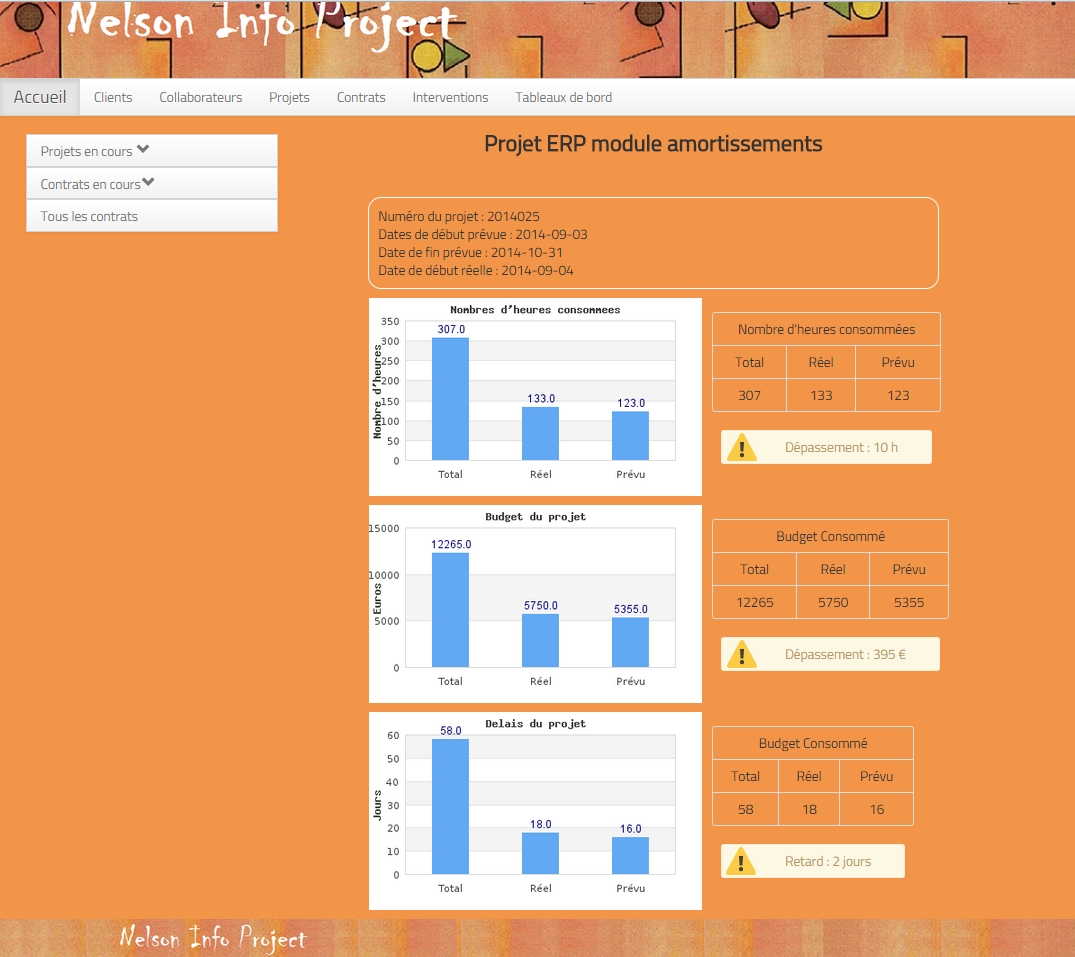 Nelson Info Project
Accueil Clients Collaborateurs Projets Contrats Interventions Tableaux de bord
Projets en cours
Contrats en cours
Tous les contrats
Projet ERP module amortissements
Numéro du projet : 2014025
Dates de début prévue : 2014-09-03
Date de fin prévue : 2014-10-31
Date de début réelle : 2014-09-04
Nombres d'heures consommees
Nombre d'heures
350
300
250
200
150
100
50
0
307.0
133.0
123.0
Total Réel Prévu
Nombre d'heures consommées
Total Réel Prévu
307 133 123
Dépassement : 10 h
Budget du projet
Euros
15000
10000
5000
0
12265.0
5750.0
5355.0
Total Réel Prévu
Budget Consommé
Total Réel Prévu
12265 5750 5355
Dépassement : 395 €
Delais du projet
Jours
60
50
40
30
20
10
0
58.0
18.0
16.0
Total Réel Prévu
Budget Consommé
Total Réel Prévu
58 18 16
Retard : 2 jours
Nelson Info Project